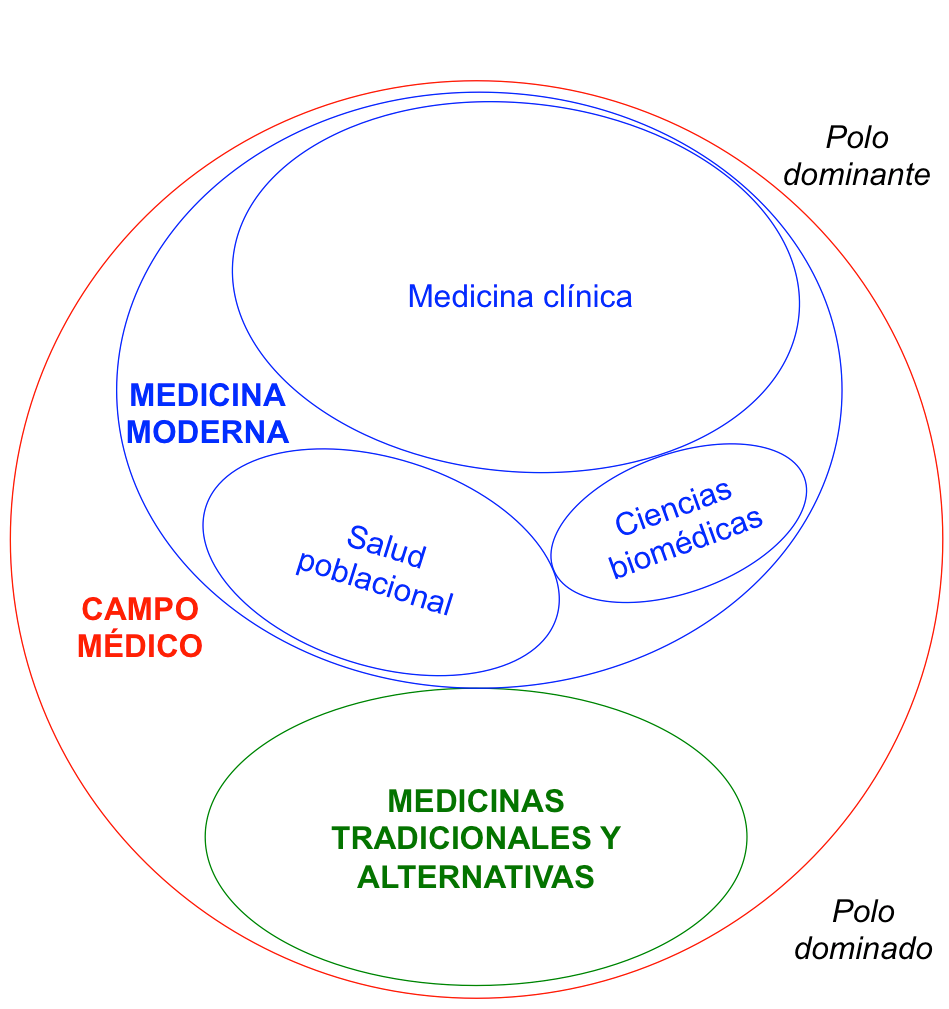 Polo
dominante
Medicina clínica
MEDICINA
MODERNA
Ciencias
biomédicas
Salud
poblacional
CAMPO
MÉDICO
MEDICINAS
TRADICIONALES Y
ALTERNATIVAS
Polo
dominado